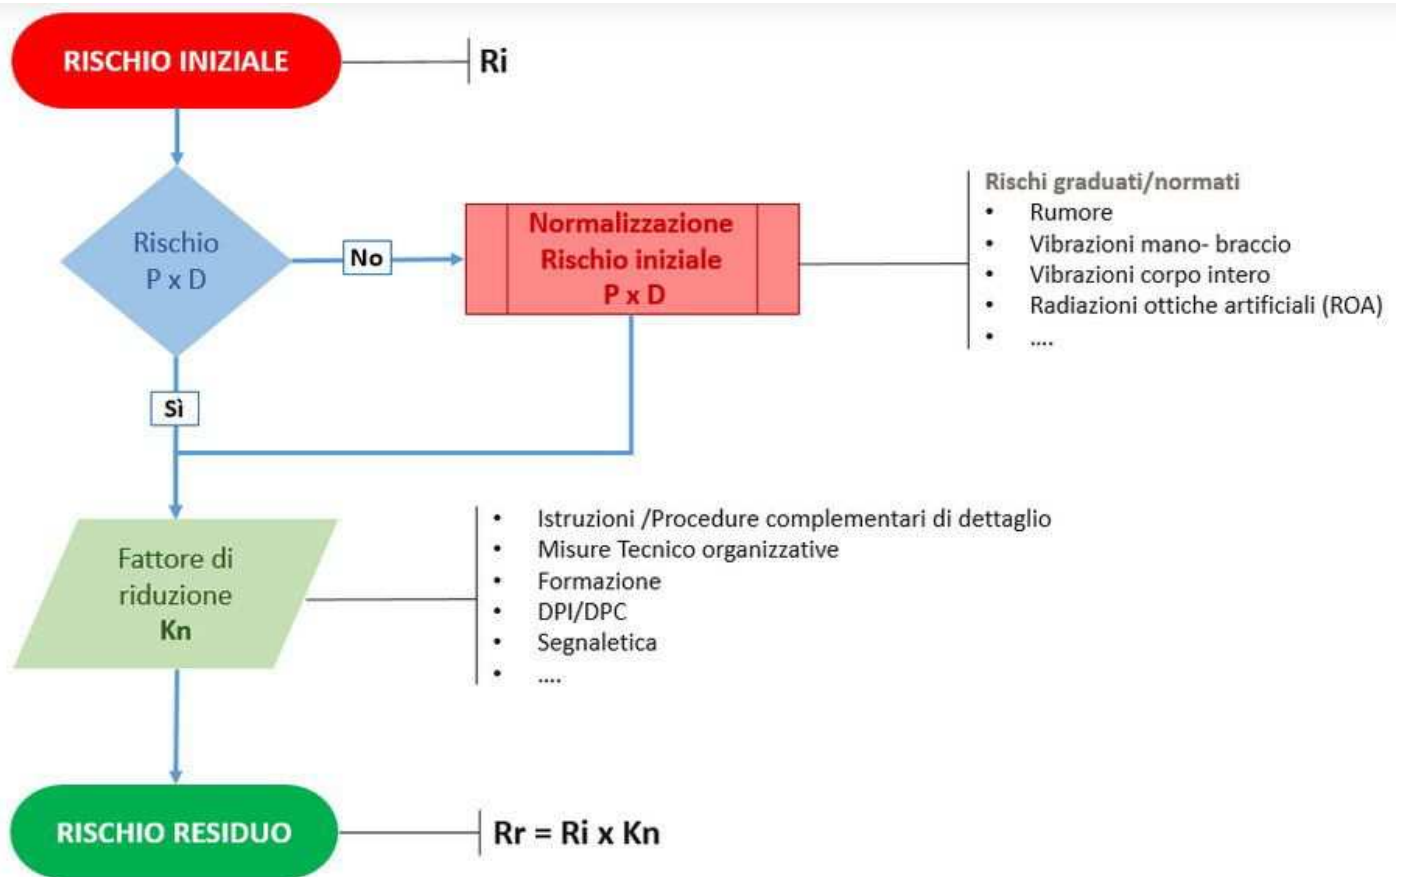 RISCHIO INIZIALE
Ri
Rischi graduati/normati
• Rumore
• Vibrazioni mano- braccio
• Vibrazioni corpo intero
• Radiazioni ottiche artificiali (ROA)
• ....
Rischio
P x D
No
Normalizzazione
Rischio iniziale
P x D
Sì
Fattore di
riduzione
Kn
• Istruzioni /Procedure complementari di dettaglio
• Misure Tecnico organizzative
• Formazione
• DPI/DPC
• Segnaletica
• ....
RISCHIO RESIDUO
Rr = Ri x Kn